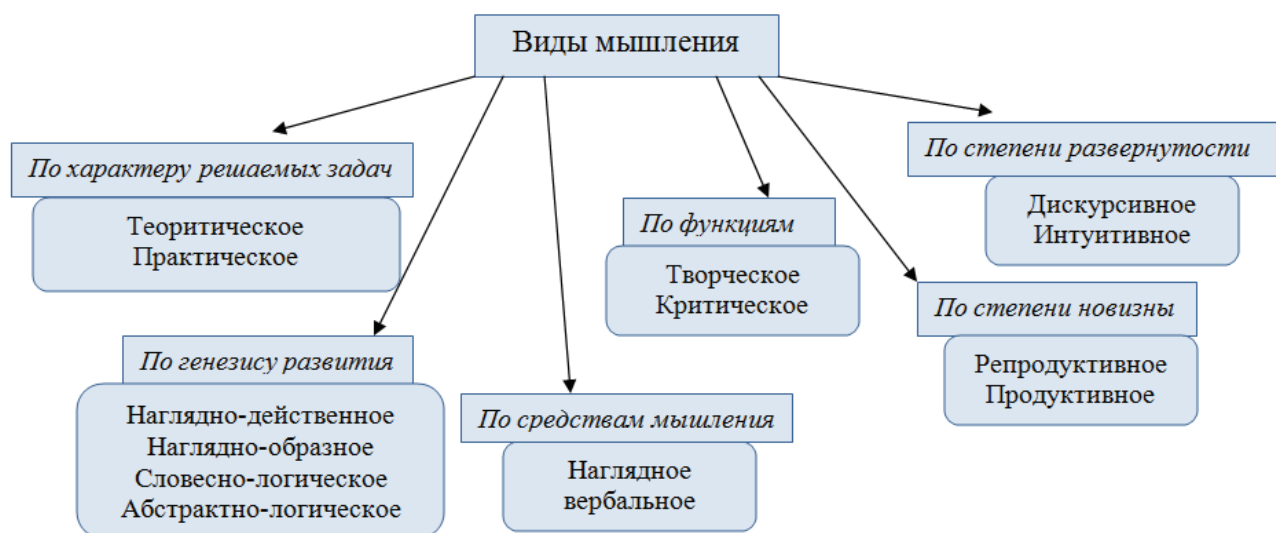 Виды мышления
По характеру решаемых задач
Теоритическое
Практическое
По генезису развития
Наглядно-действенное
Наглядно-образное
Словесно-логическое
Абстрактно-логическое
По средствам мышления
Наглядное
вербальное
По функциям
Творческое
Критическое
По степени развернутости
Дискурсивное
Интуитивное
По степени новизны
Репродуктивное
Продуктивное